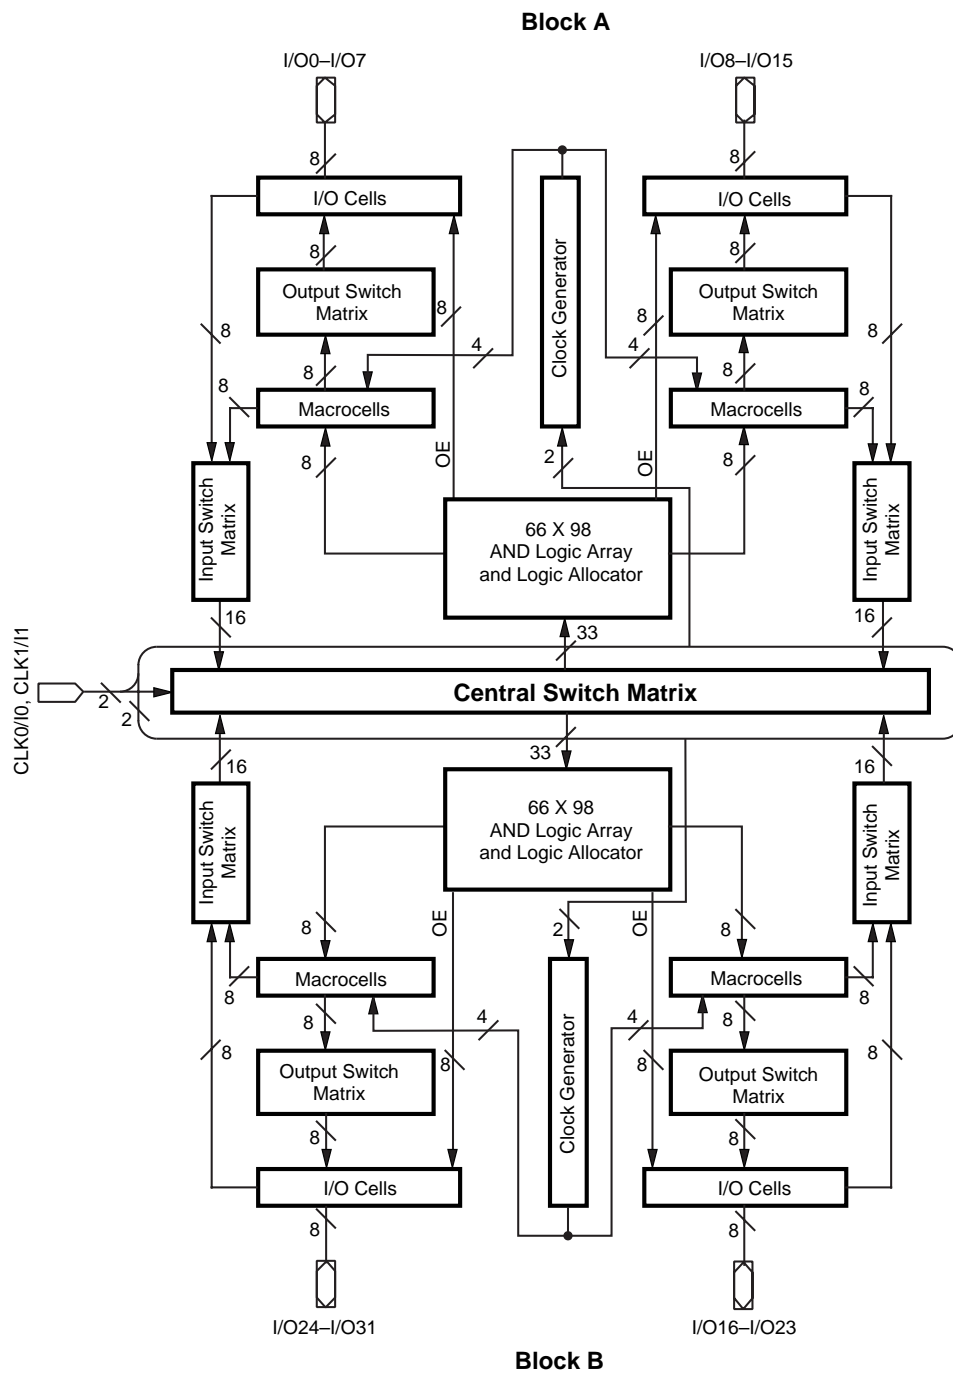 Block A
I/O0–I/O7
I/O8–I/O15
8
8
I/O Cells
I/O Cells
8
8
Output Switch
Matrix
Clock Generator
Output Switch
Matrix
8
8
8
8
4
4
8
8
8
8
8
8
Macrocells
Macrocells
8
OE
2
OE
8
Input Switch
Matrix
66 X 98
AND Logic Array
and Logic Allocator
Input Switch
Matrix
16
33
16
CLK0/I0, CLK1/I1
2
2
Central Switch Matrix
16
33
16
Input Switch
Matrix
66 X 98
AND Logic Array
and Logic Allocator
Input Switch
Matrix
8
OE
2
OE
8
Macrocells
Macrocells
8
8
8
8
4
4
8
8
8
8
Output Switch
Matrix
Clock Generator
Output Switch
Matrix
8
8
I/O Cells
I/O Cells
8
8
I/O24–I/O31
I/O16–I/O23
Block B